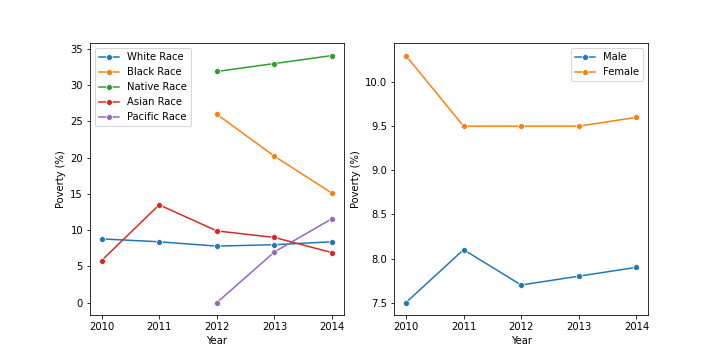 White Race
Black Race
Native Race
Asian Race
Pacific Race
35
30
25
20
15
10
5
0
Poverty (%)
2010 2011 2012 2013 2014
Year
Male
Female
10.0
9.5
9.0
8.5
8.0
7.5
Poverty (%)
2010 2011 2012 2013 2014
Year